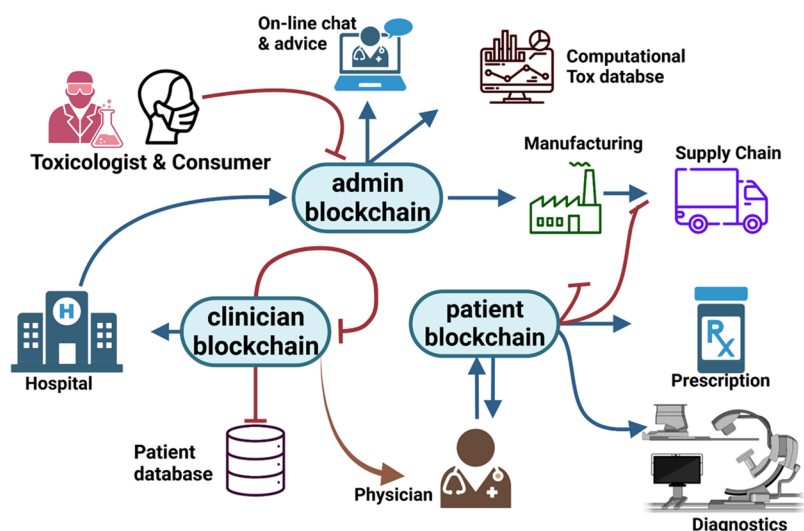 On-line chat
& advice
Computational
Tox databse
Toxicologist & Consumer
Manufacturing
Supply Chain
admin
blockchain
H
Hospital
clinician
blockchain
patient
blockchain
Rx
Prescription
Patient
database
Physician
Diagnostics